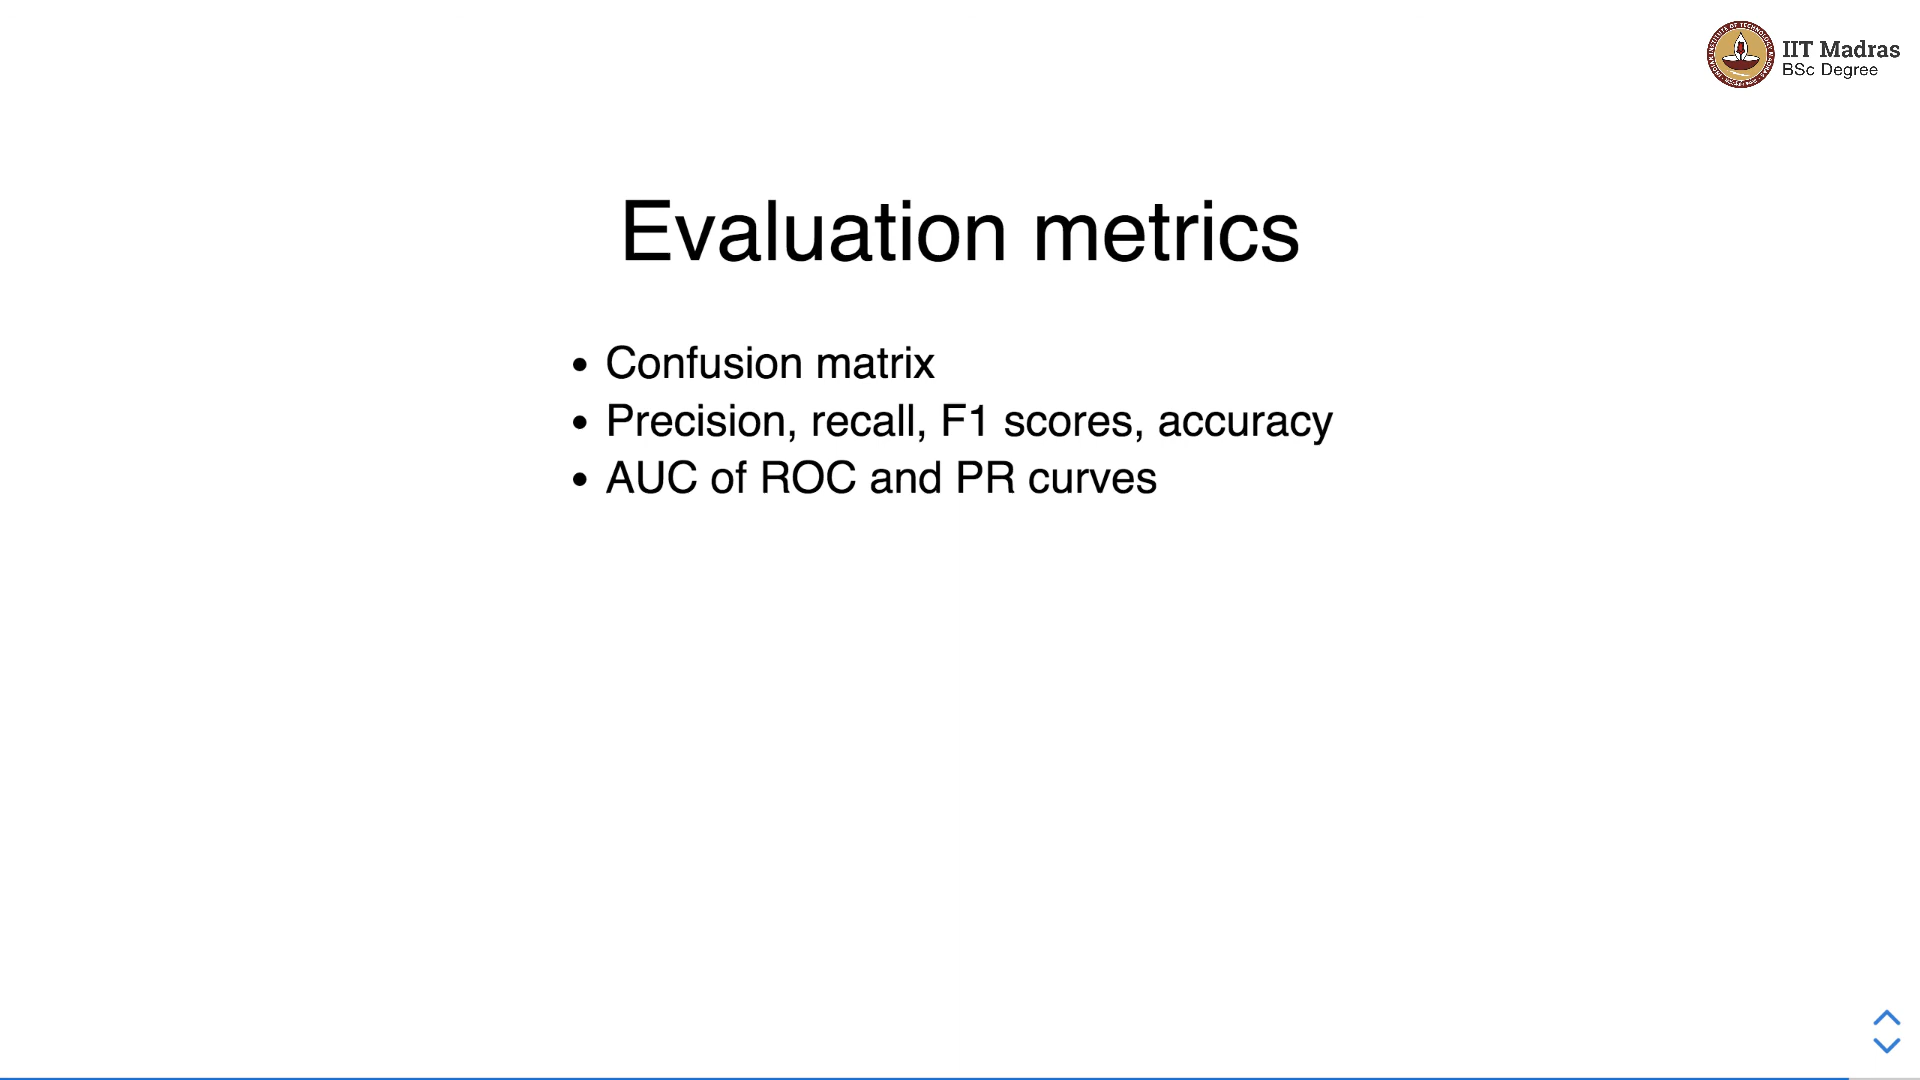 IIT Madras
BSc Degree
Evaluation metrics
• Confusion matrix
• Precision, recall, F1 scores, accuracy
• AUC of ROC and PR curves